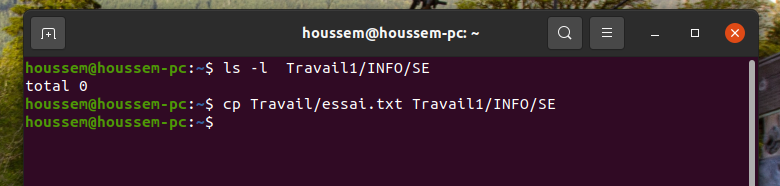 houssem@houssem-pc: ~
houssem@houssem-pc:~$ ls -l  Travail1/INFO/SE
total 0
houssem@houssem-pc:~$ cp Travail/essai.txt Travail1/INFO/SE
houssem@houssem-pc:~$